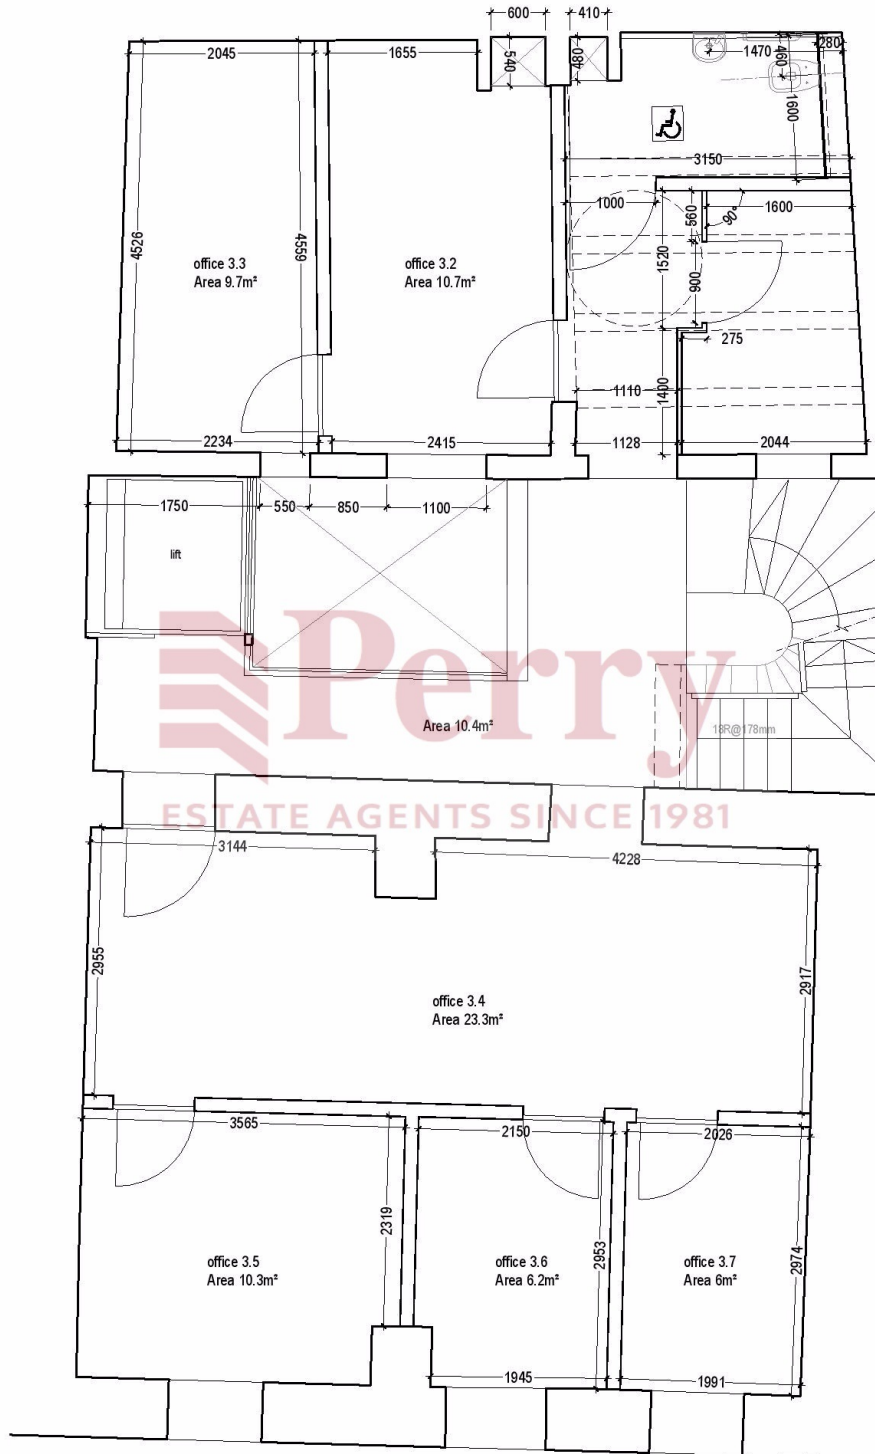 600
410
2045
1655
540
480
1470
460
280
1600
3150
1000
560
90°
1600
4526
4559
office 3.3
Area 9.7m²
office 3.2
Area 10.7m²
1520
900
275
1110
1400
2234
2415
1128
2044
1750
550
850
1100
lift
Perry
Area 10.4m²
18R@178mm
ESTATE AGENTS SINCE 1981
3144
4228
2955
2917
office 3.4
Area 23.3m²
3565
2150
2026
2319
2953
2974
office 3.5
Area 10.3m²
office 3.6
Area 6.2m²
office 3.7
Area 6m²
1945
1991